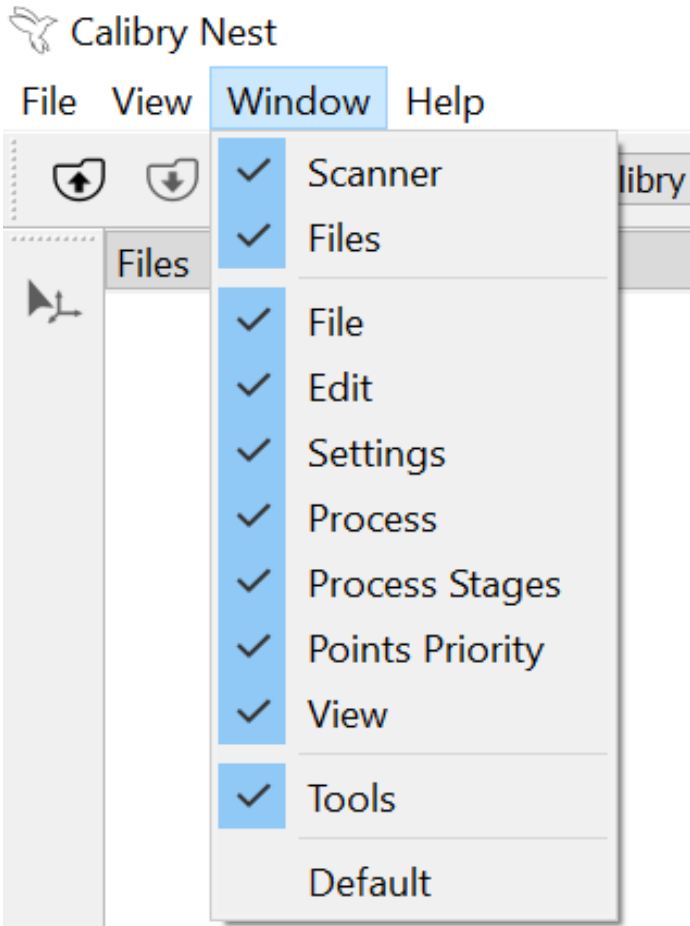 Calibry Nest
File View Window Help
Scanner
libry
Files
Files
File
Edit
Settings
Process
Process Stages
Points Priority
View
Tools
Default